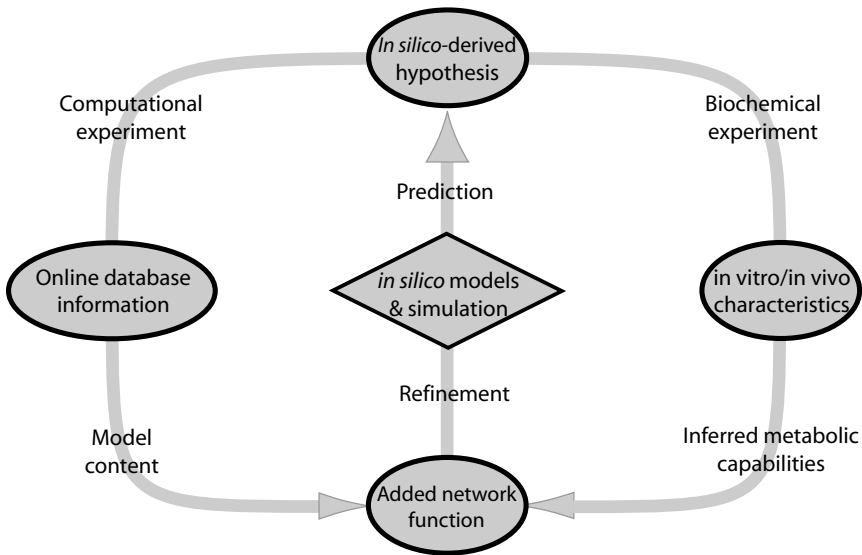 In silico-derived
hypothesis
Computational
experiment
Biochemical
experiment
Prediction
Online database
information
in silico models
& simulation
in vitro/in vivo
characteristics
Refinement
Model
content
Inferred metabolic
capabilities
Added network
function